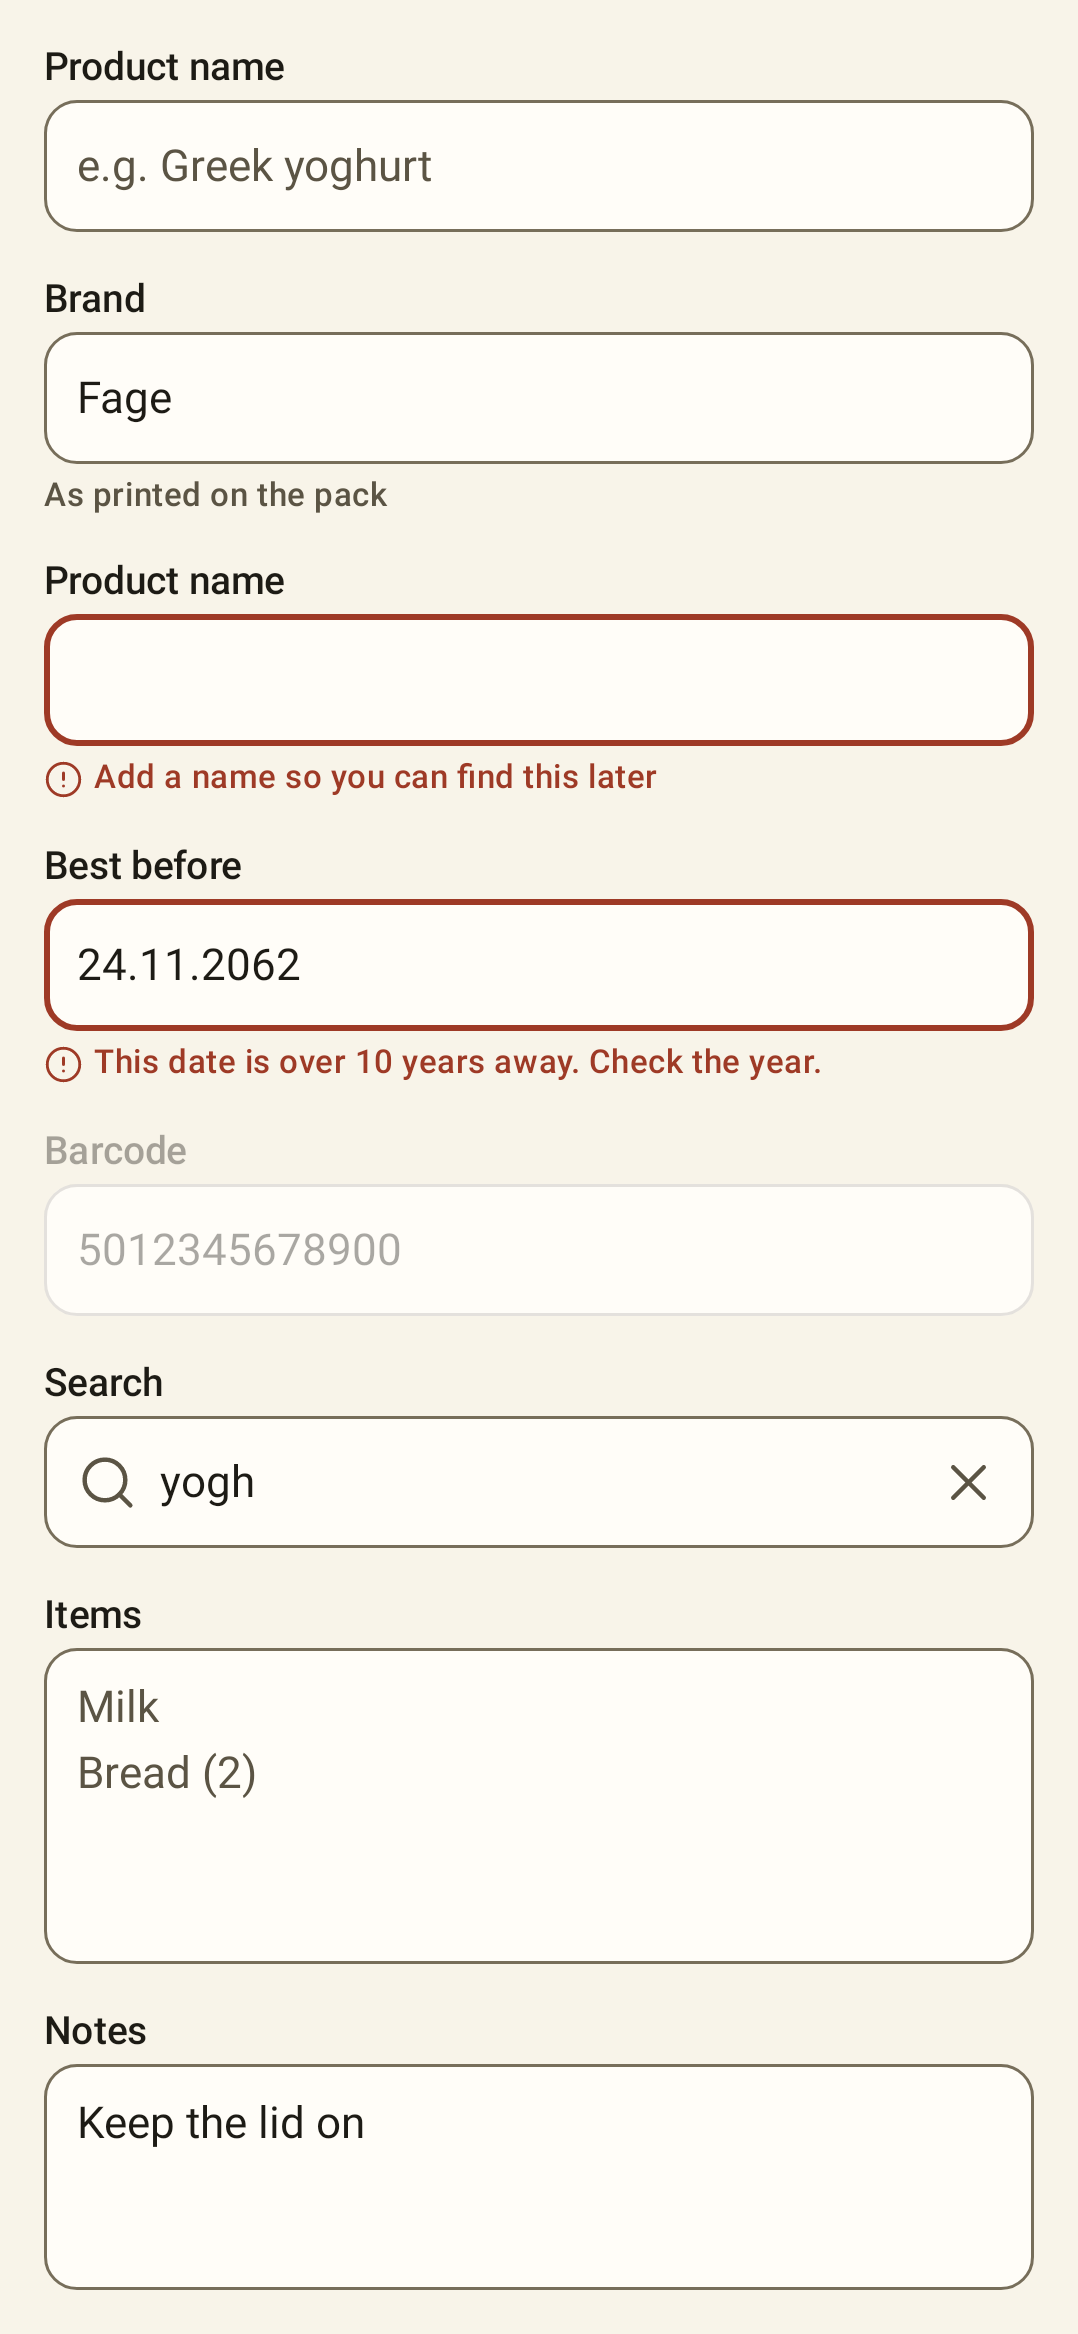 Product name
e.g. Greek yoghurt
Brand
Fage
As printed on the pack
Product name
Add a name so you can find this later
Best before
24.11.2062
This date is over 10 years away. Check the year.
Barcode
5012345678900
Search
yogh
Items
Milk
Bread (2)
Notes
Keep the lid on